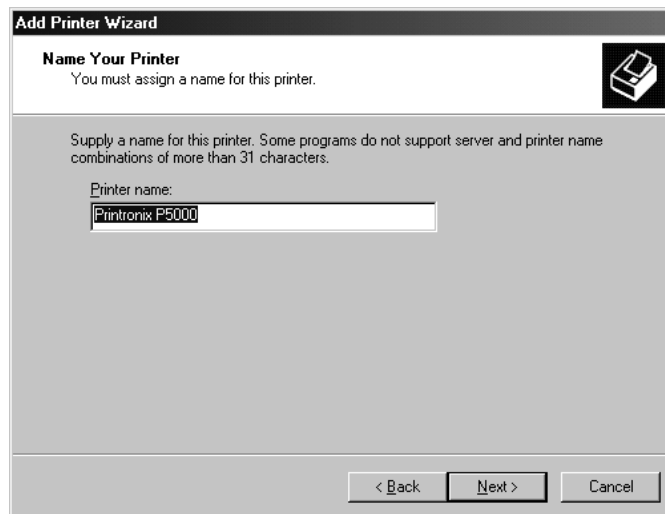 Add Printer Wizard
Name Your Printer
You must assign a name for this printer.
Supply a name for this printer. Some programs do not support server and printer name
combinations of more than 31 characters.
Printer name:
Printronix P5000
< Back
Next >
Cancel